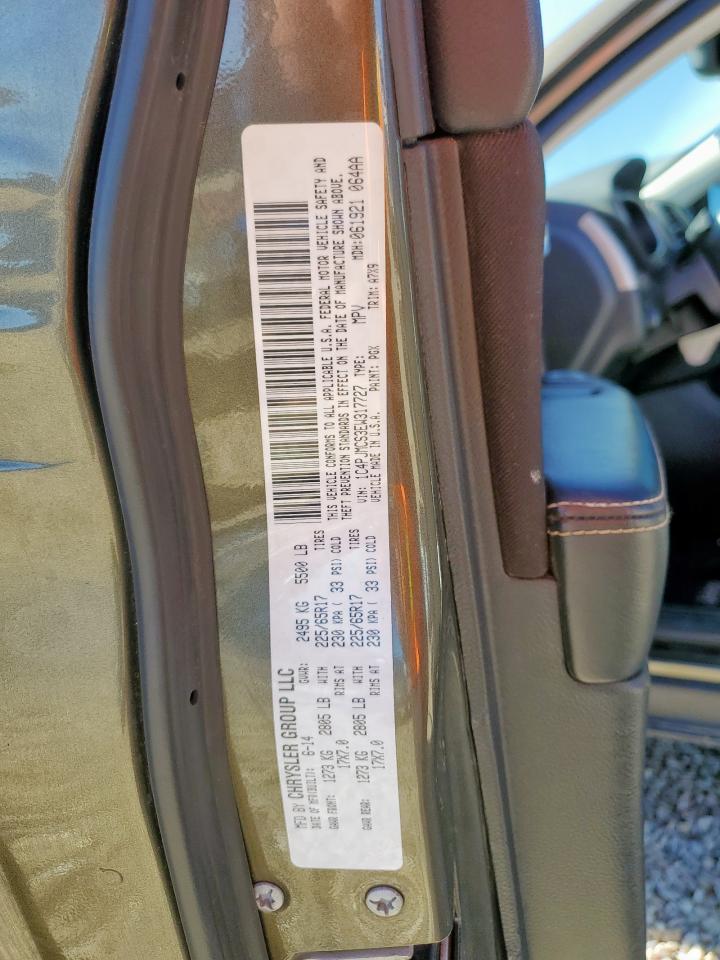 MFD BY CHRYSLER GROUP LLC
DATE OF MFR(BUILT): 6-14 GVWR: 2495 KG 5500 LB
GAWR FRONT: 1273 KG 2805 LB WITH 225/65R17 TIRES
17X7.0 RIMS AT 230 KPA ( 33 PSI) COLD
GAWR REAR: 1273 KG 2805 LB WITH 225/65R17 TIRES
17X7.0 RIMS AT 230 KPA ( 33 PSI) COLD
THIS VEHICLE CONFORMS TO ALL APPLICABLE U.S.A. FEDERAL MOTOR VEHICLE SAFETY AND
THEFT PREVENTION STANDARDS IN EFFECT ON THE DATE OF MANUFACTURE SHOWN ABOVE.
VIN: 1C4PJMCS3EW317727 TYPE: MPV MDH:061921 064AA
VEHICLE MADE IN U.S.A. PAINT: PGX TRIM: A7X9